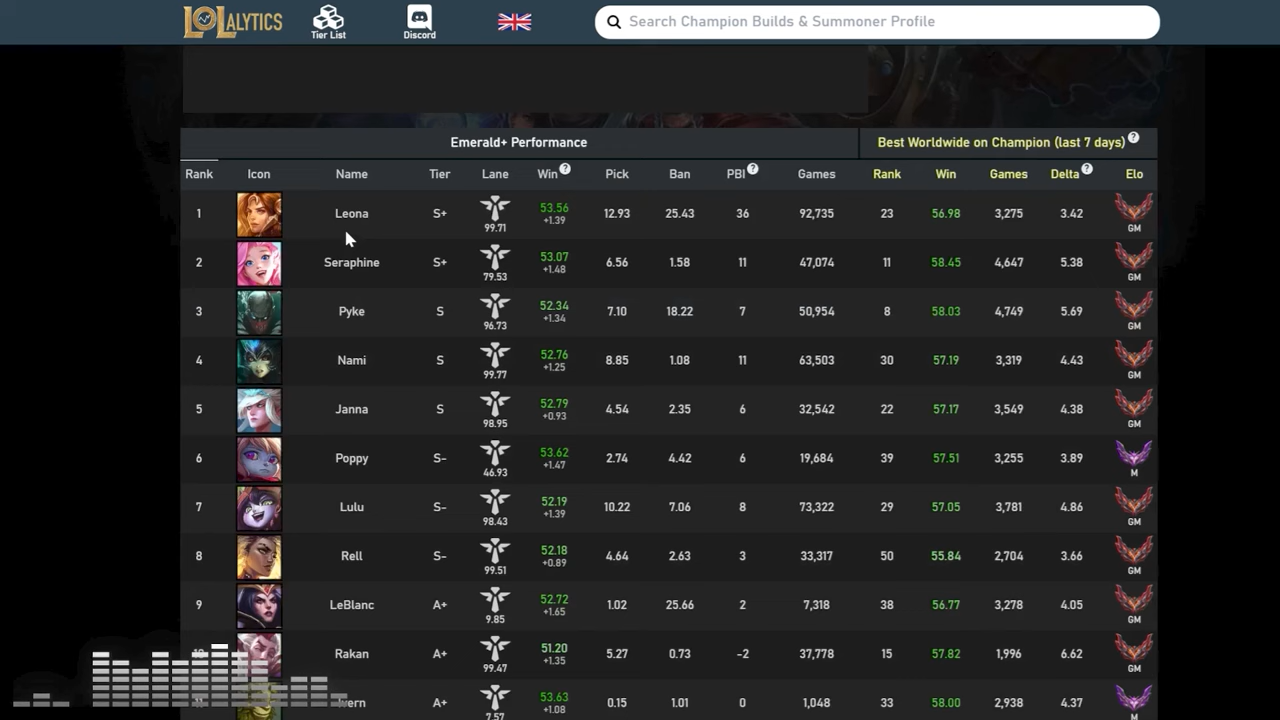 LOLALYTICS
Tier List
Discord
Search Champion Builds & Summoner Profile
Emerald+ Performance Best Worldwide on Champion (last 7 days) ?
Rank Icon Name Tier Lane Win ? Pick Ban PBI ? Games Rank Win Games Delta ? Elo
1 Leona S+ 99.71 53.56 +1.39 12.93 25.43 36 92,735 23 56.98 3,275 3.42 GM
2 Seraphine S+ 79.53 53.07 +1.48 6.56 1.58 11 47,074 11 58.45 4,647 5.38 GM
3 Pyke S 96.73 52.34 +1.34 7.10 18.22 7 50,954 8 58.03 4,749 5.69 GM
4 Nami S 99.77 52.76 +1.25 8.85 1.08 11 63,503 30 57.19 3,319 4.43 GM
5 Janna S 98.95 52.79 +0.93 4.54 2.35 6 32,542 22 57.17 3,549 4.38 GM
6 Poppy S- 46.93 53.62 +1.47 2.74 4.42 6 19,684 39 57.51 3,255 3.89 M
7 Lulu S- 98.43 52.19 +1.39 10.22 7.06 8 73,322 29 57.05 3,781 4.86 GM
8 Rell S- 99.51 52.18 +0.89 4.64 2.63 3 33,317 50 55.84 2,704 3.66 GM
9 LeBlanc A+ 9.85 52.72 +1.65 1.02 25.66 2 7,318 38 56.77 3,278 4.05 GM
Rakan A+ 99.47 51.20 +1.35 5.27 0.73 -2 37,778 15 57.82 1,996 6.62 GM
A+ 7.57 53.63 +1.08 0.15 1.01 0 1,048 33 58.00 2,938 4.37 M